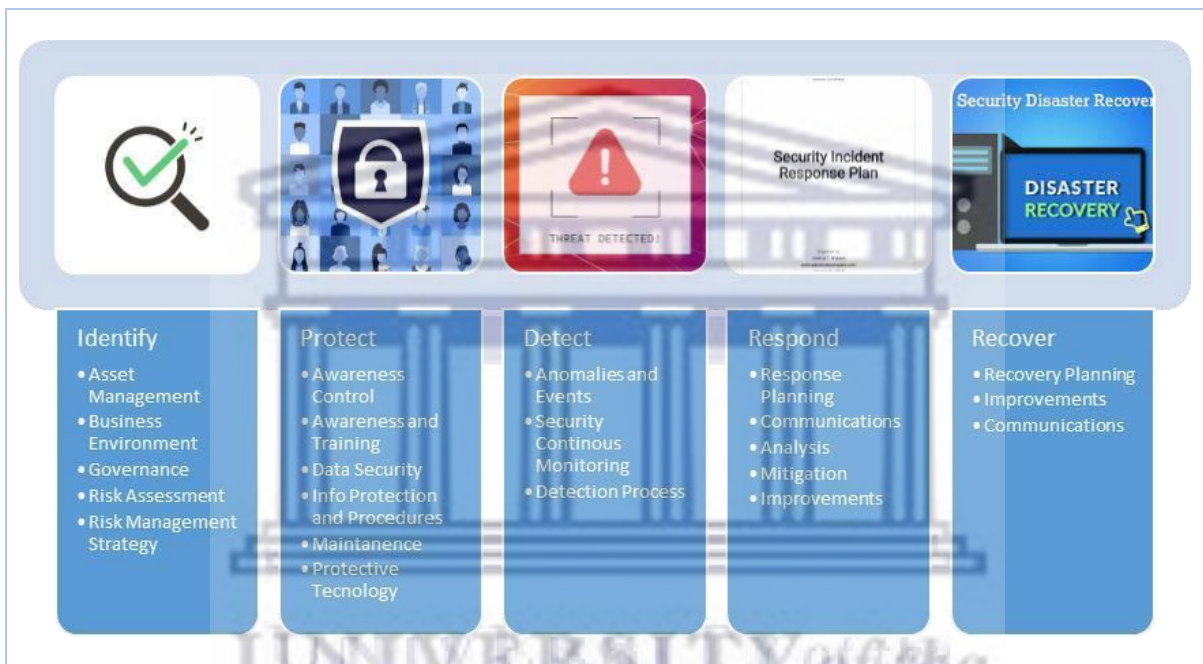 Security Disaster Recover
THREAT DETECTED!
Security Incident
Response Plan
DISASTER
RECOVERY
Identify
• Asset
Management
• Business
Environment
• Governance
• Risk Assessment
• Risk Management
Strategy
Protect
• Awareness
Control
• Awareness and
Training
• Data Security
• Info Protection
and Procedures
• Maintanence
• Protective
Tecnology
Detect
• Anomalies and
Events
• Security
Continous
Monitoring
• Detection Process
Respond
• Response
Planning
• Communications
• Analysis
• Mitigation
• Improvements
Recover
• Recovery Planning
• Improvements
• Communications
UNIVERSITY of the